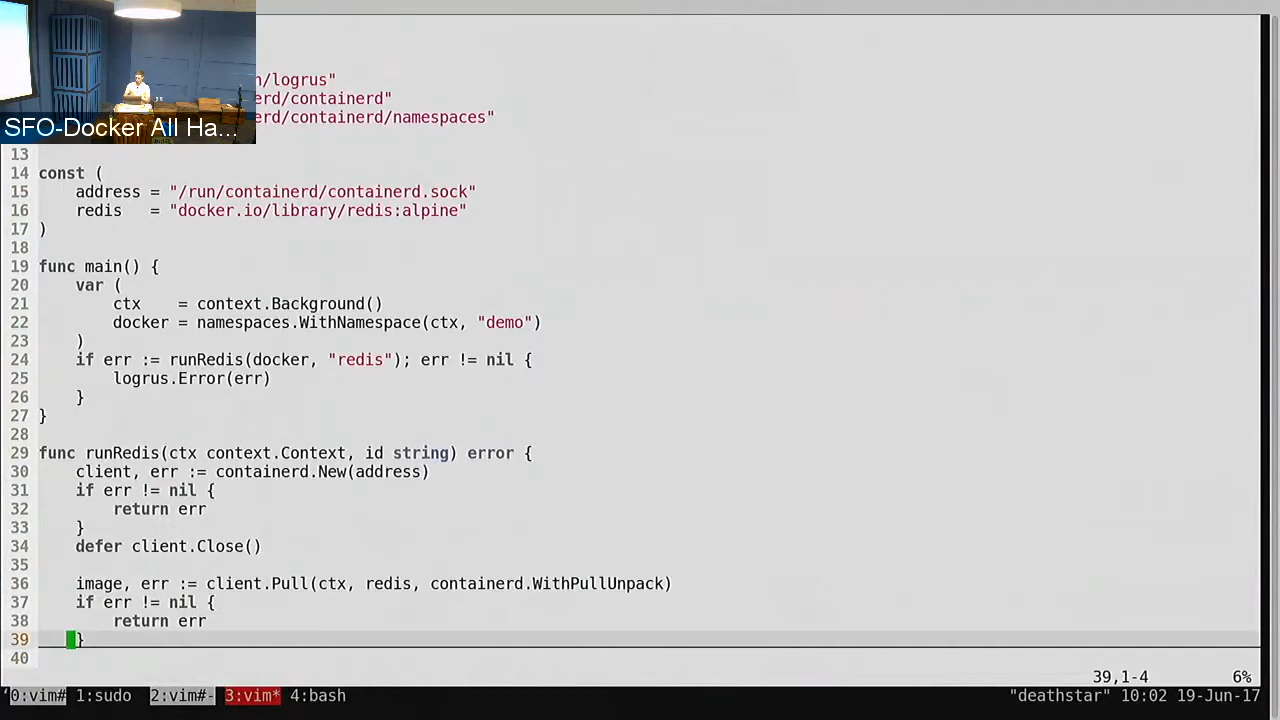 n/logrus"
erd/containerd"
erd/containerd/namespaces"
SFO-Docker All Ha...
13
14 const (
15     address = "/run/containerd/containerd.sock"
16     redis   = "docker.io/library/redis:alpine"
17 )
18
19 func main() {
20     var (
21         ctx    = context.Background()
22         docker = namespaces.WithNamespace(ctx, "demo")
23     )
24     if err := runRedis(docker, "redis"); err != nil {
25         logrus.Error(err)
26     }
27 }
28
29 func runRedis(ctx context.Context, id string) error {
30     client, err := containerd.New(address)
31     if err != nil {
32         return err
33     }
34     defer client.Close()
35
36     image, err := client.Pull(ctx, redis, containerd.WithPullUnpack)
37     if err != nil {
38         return err
39     }
40
39,1-4 6%
0:vim# 1:sudo 2:vim#- 3:vim* 4:bash "deathstar" 10:02 19-Jun-17